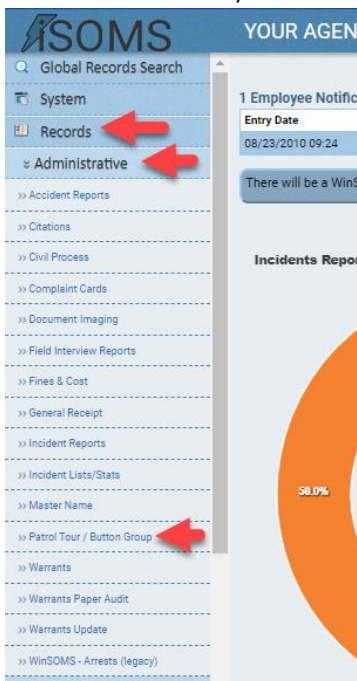 iSOMS
YOUR AGEN
Global Records Search
System
Records
Administrative
Accident Reports
Citations
Civil Process
Complaint Cards
Document Imaging
Field Interview Reports
Fines & Cost
General Receipt
Incident Reports
Incident Lists/Stats
Master Name
Patrol Tour / Button Group
Warrants
Warrants Paper Audit
Warrants Update
WinSOMS - Arrests (legacy)
1 Employee Notific
Entry Date
08/23/2010 09:24
There will be a WinS
Incidents Repor
50.0%